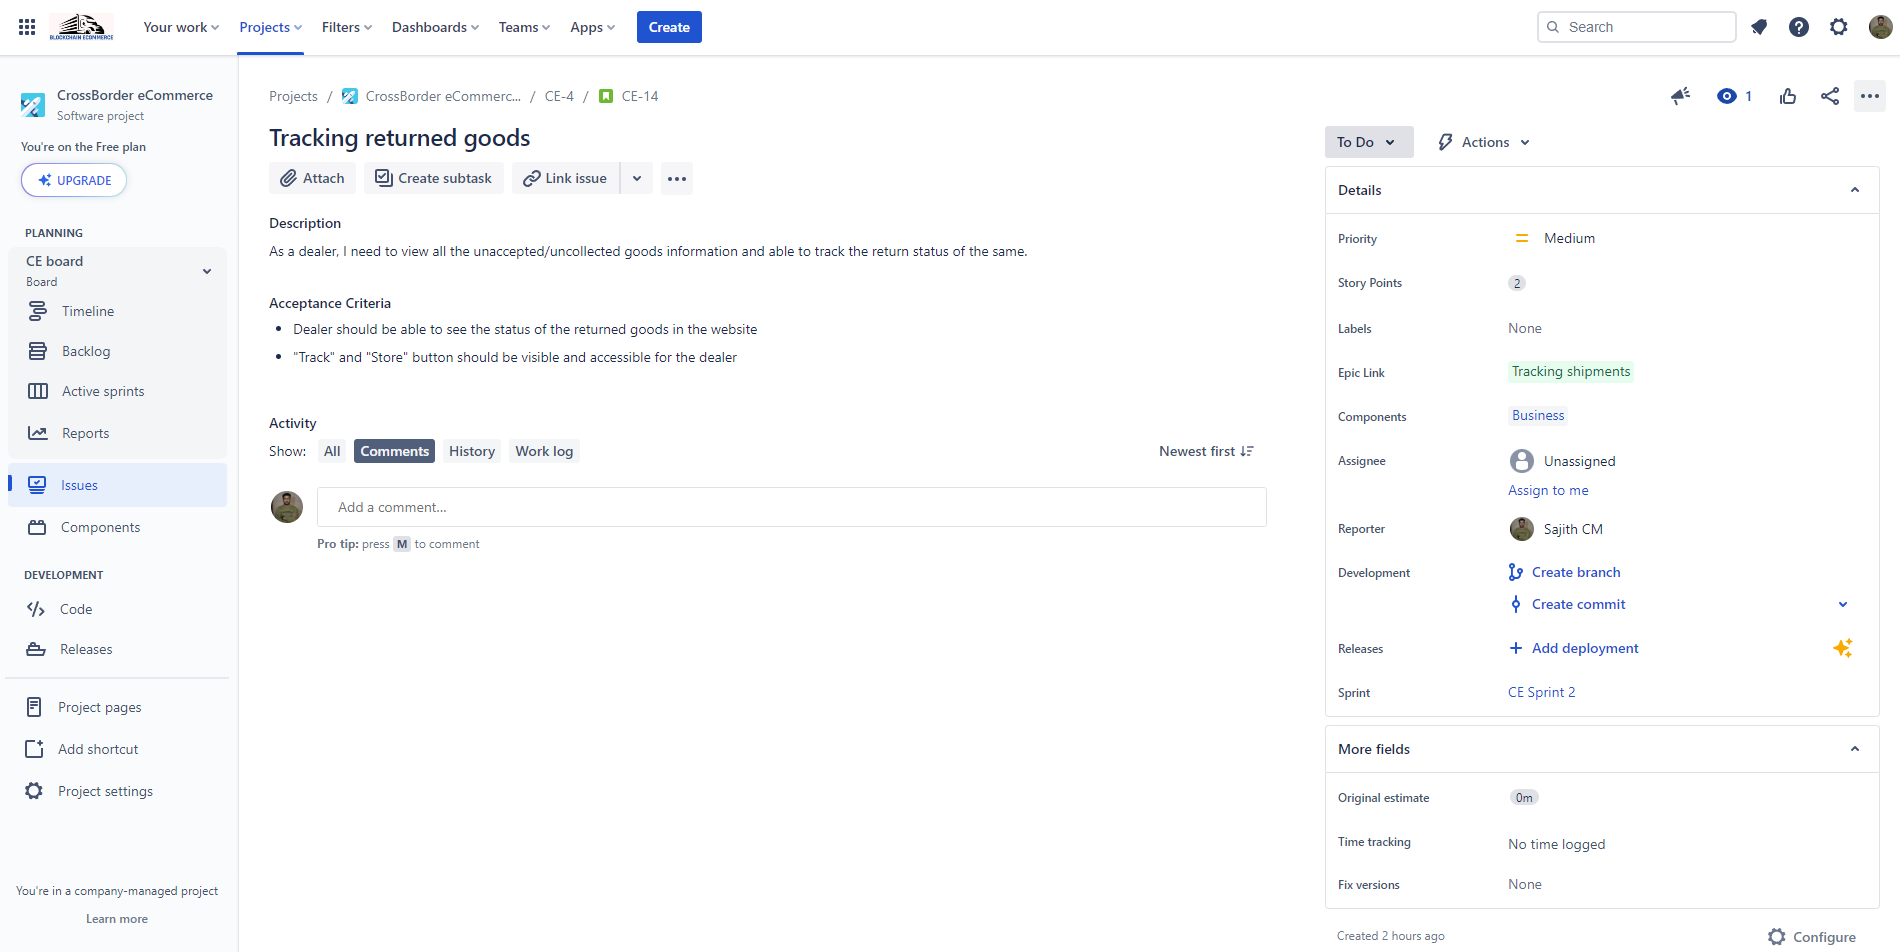 BLOCKCHAIN ECOMMERCE
Your work Projects Filters Dashboards Teams Apps Create Search
CrossBorder eCommerce
Software project
You're on the Free plan
UPGRADE
PLANNING
CE board
Board
Timeline
Backlog
Active sprints
Reports
Issues
Components
DEVELOPMENT
Code
Releases
Project pages
Add shortcut
Project settings
You're in a company-managed project
Learn more
Projects / CrossBorder eCommerc... / CE-4 / CE-14
1
Tracking returned goods
Attach Create subtask Link issue
Description
As a dealer, I need to view all the unaccepted/uncollected goods information and able to track the return status of the same.
Acceptance Criteria
• Dealer should be able to see the status of the returned goods in the website
• "Track" and "Store" button should be visible and accessible for the dealer
Activity
Show: All Comments History Work log Newest first
Add a comment...
Pro tip: press M to comment
To Do Actions
Details
Priority Medium
Story Points 2
Labels None
Epic Link Tracking shipments
Components Business
Assignee Unassigned
Assign to me
Reporter Sajith CM
Development Create branch
Create commit
Releases Add deployment
Sprint CE Sprint 2
More fields
Original estimate 0m
Time tracking No time logged
Fix versions None
Created 2 hours ago Configure